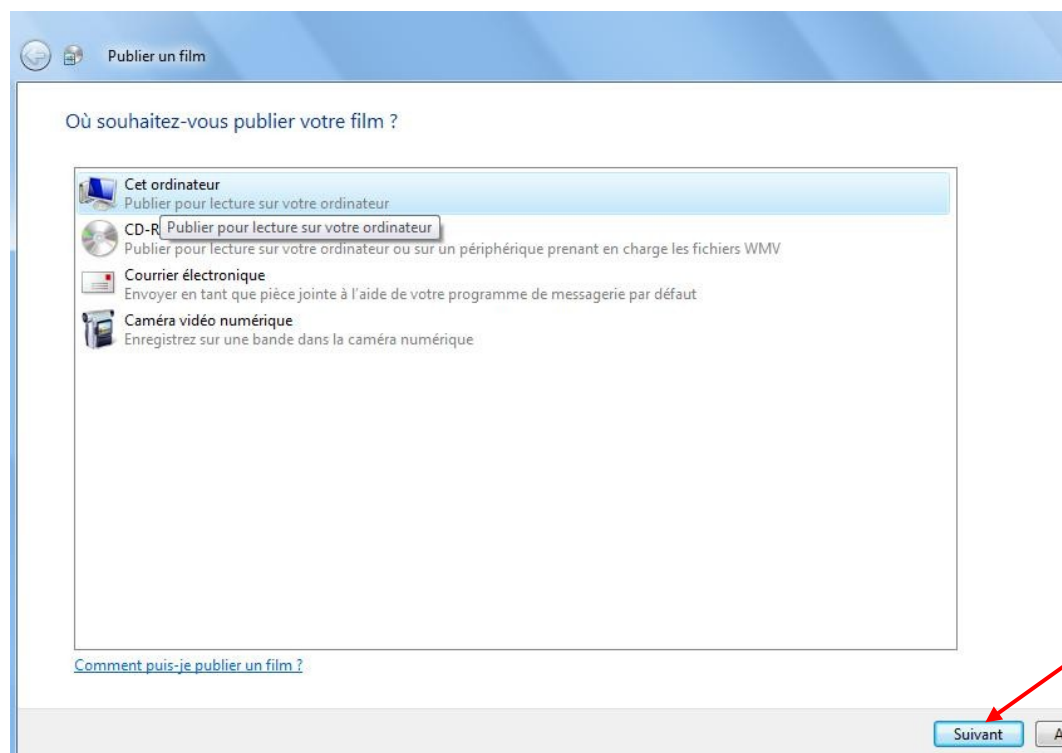 Publier un film
Où souhaitez-vous publier votre film ?
Cet ordinateur
Publier pour lecture sur votre ordinateur
CD-R
Publier pour lecture sur votre ordinateur
Publier pour lecture sur votre ordinateur ou sur un périphérique prenant en charge les fichiers WMV
Courrier électronique
Envoyer en tant que pièce jointe à l'aide de votre programme de messagerie par défaut
Caméra vidéo numérique
Enregistrez sur une bande dans la caméra numérique
Comment puis-je publier un film ?
Suivant